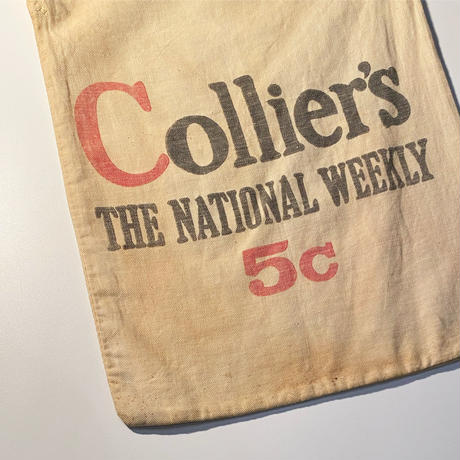 Collier's
THE NATIONAL WEEKLY
5c